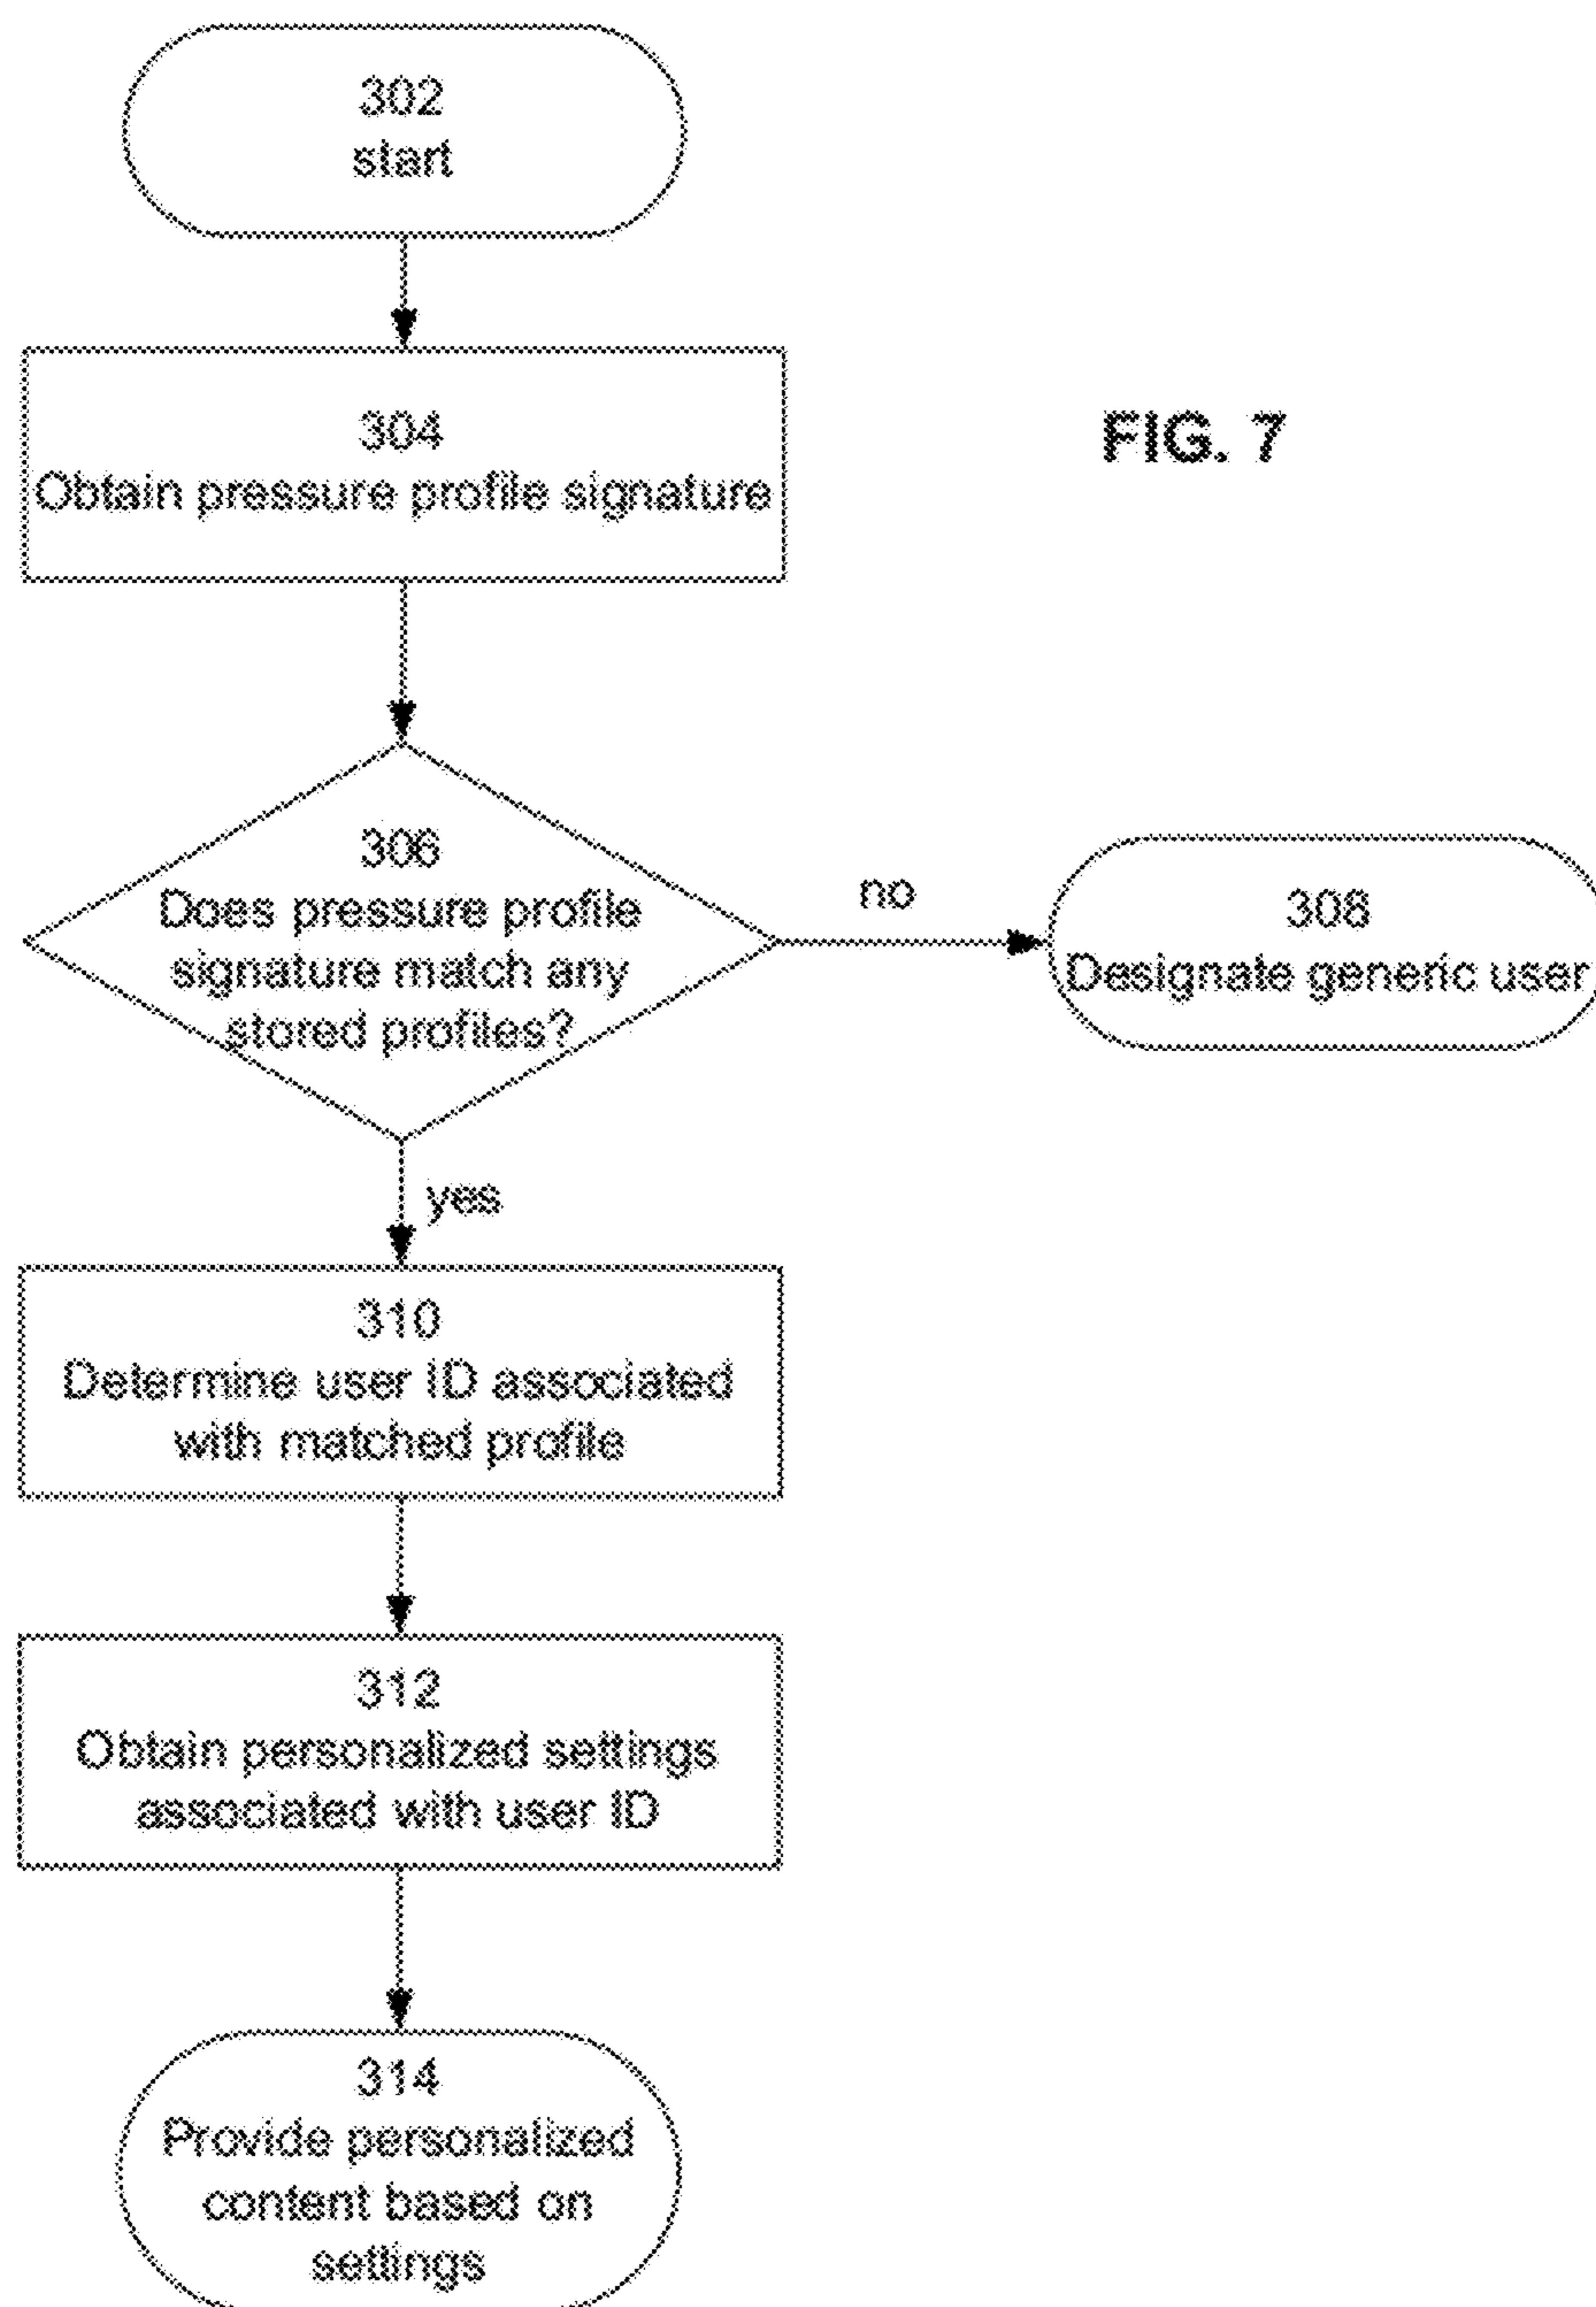 302
start
304
Obtain pressure profile signature
FIG. 7
306
Does pressure profile
signature match any
stored profiles?
no
308
Designate generic user
yes
310
Determine user ID associated
with matched profile
312
Obtain personalized settings
associated with user ID
314
Provide personalized
content based on
settings